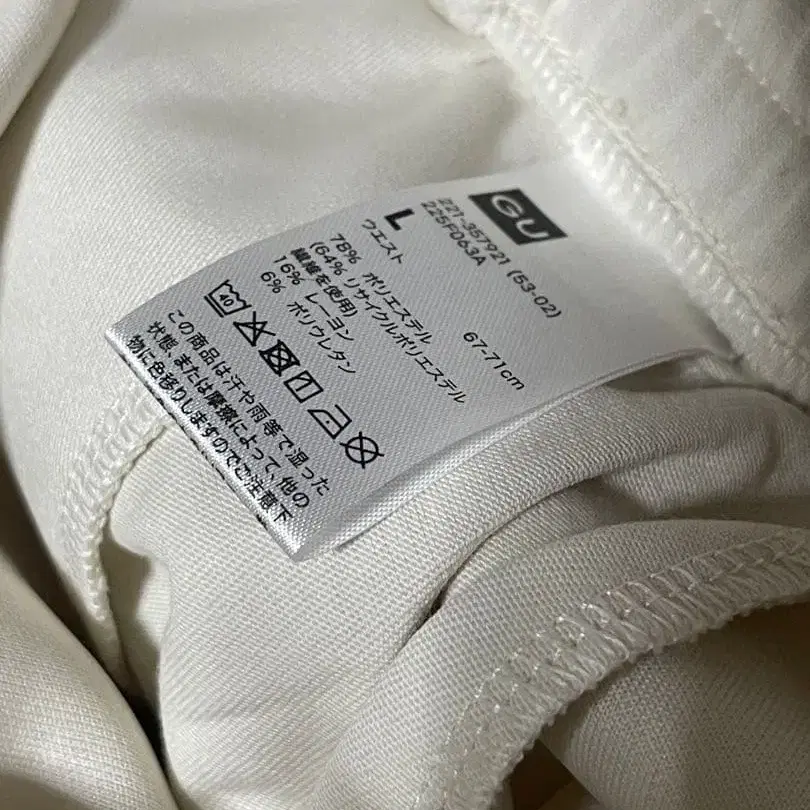 GU
221-357921 (53-02)
225F063A
L
ウエスト 67-71cm
78% ポリエステル
(64% リサイクルポリエステル
繊維を使用)
16% レーヨン
6% ポリウレタン
40
この商品は汗や雨等で湿った
状態、または摩擦によって、他の
物に色移りしますのでご注意下